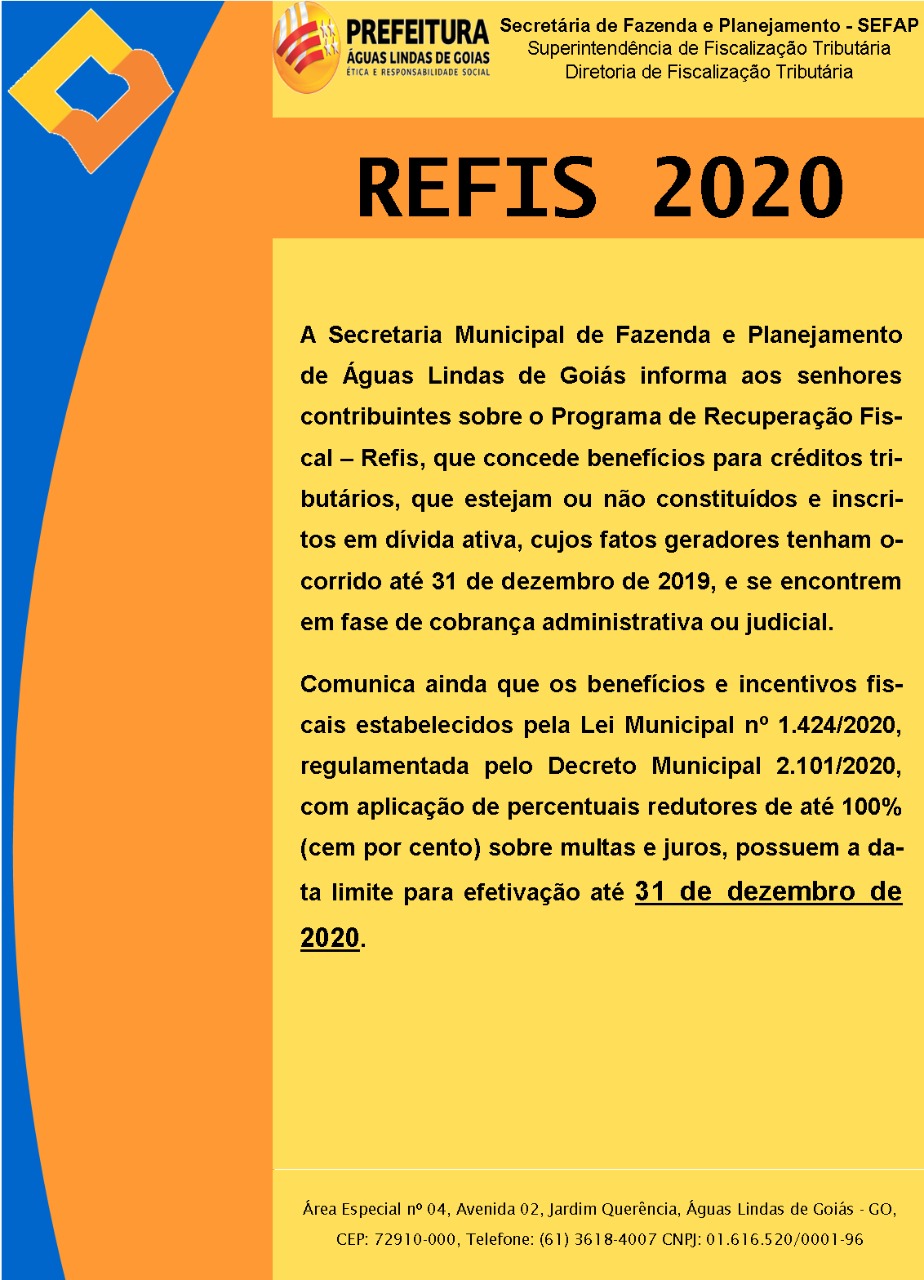 PREFEITURA
ÁGUAS LINDAS DE GOIAS
ÉTICA E RESPONSABILIDADE SOCIAL
Secretária de Fazenda e Planejamento - SEFAP
Superintendência de Fiscalização Tributária
Diretoria de Fiscalização Tributária
REFIS 2020
A Secretaria Municipal de Fazenda e Planejamento
de Águas Lindas de Goiás informa aos senhores
contribuintes sobre o Programa de Recuperação Fis-
cal – Refis, que concede benefícios para créditos tri-
butários, que estejam ou não constituídos e inscri-
tos em dívida ativa, cujos fatos geradores tenham o-
corrido até 31 de dezembro de 2019, e se encontrem
em fase de cobrança administrativa ou judicial.
Comunica ainda que os benefícios e incentivos fis-
cais estabelecidos pela Lei Municipal nº 1.424/2020,
regulamentada pelo Decreto Municipal 2.101/2020,
com aplicação de percentuais redutores de até 100%
(cem por cento) sobre multas e juros, possuem a da-
ta limite para efetivação até 31 de dezembro de
2020.
Área Especial nº 04, Avenida 02, Jardim Querência, Águas Lindas de Goiás - GO,
CEP: 72910-000, Telefone: (61) 3618-4007 CNPJ: 01.616.520/0001-96